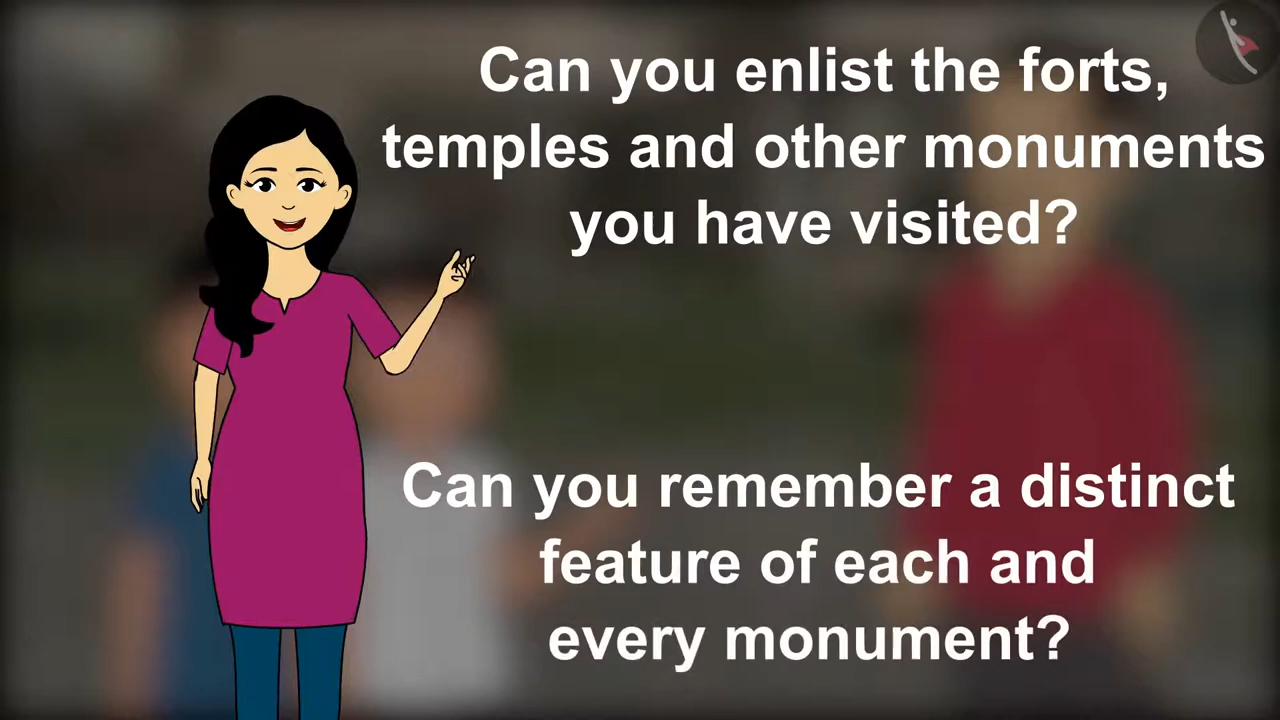 Can you enlist the forts,
temples and other monuments
you have visited?
Can you remember a distinct
feature of each and
every monument?